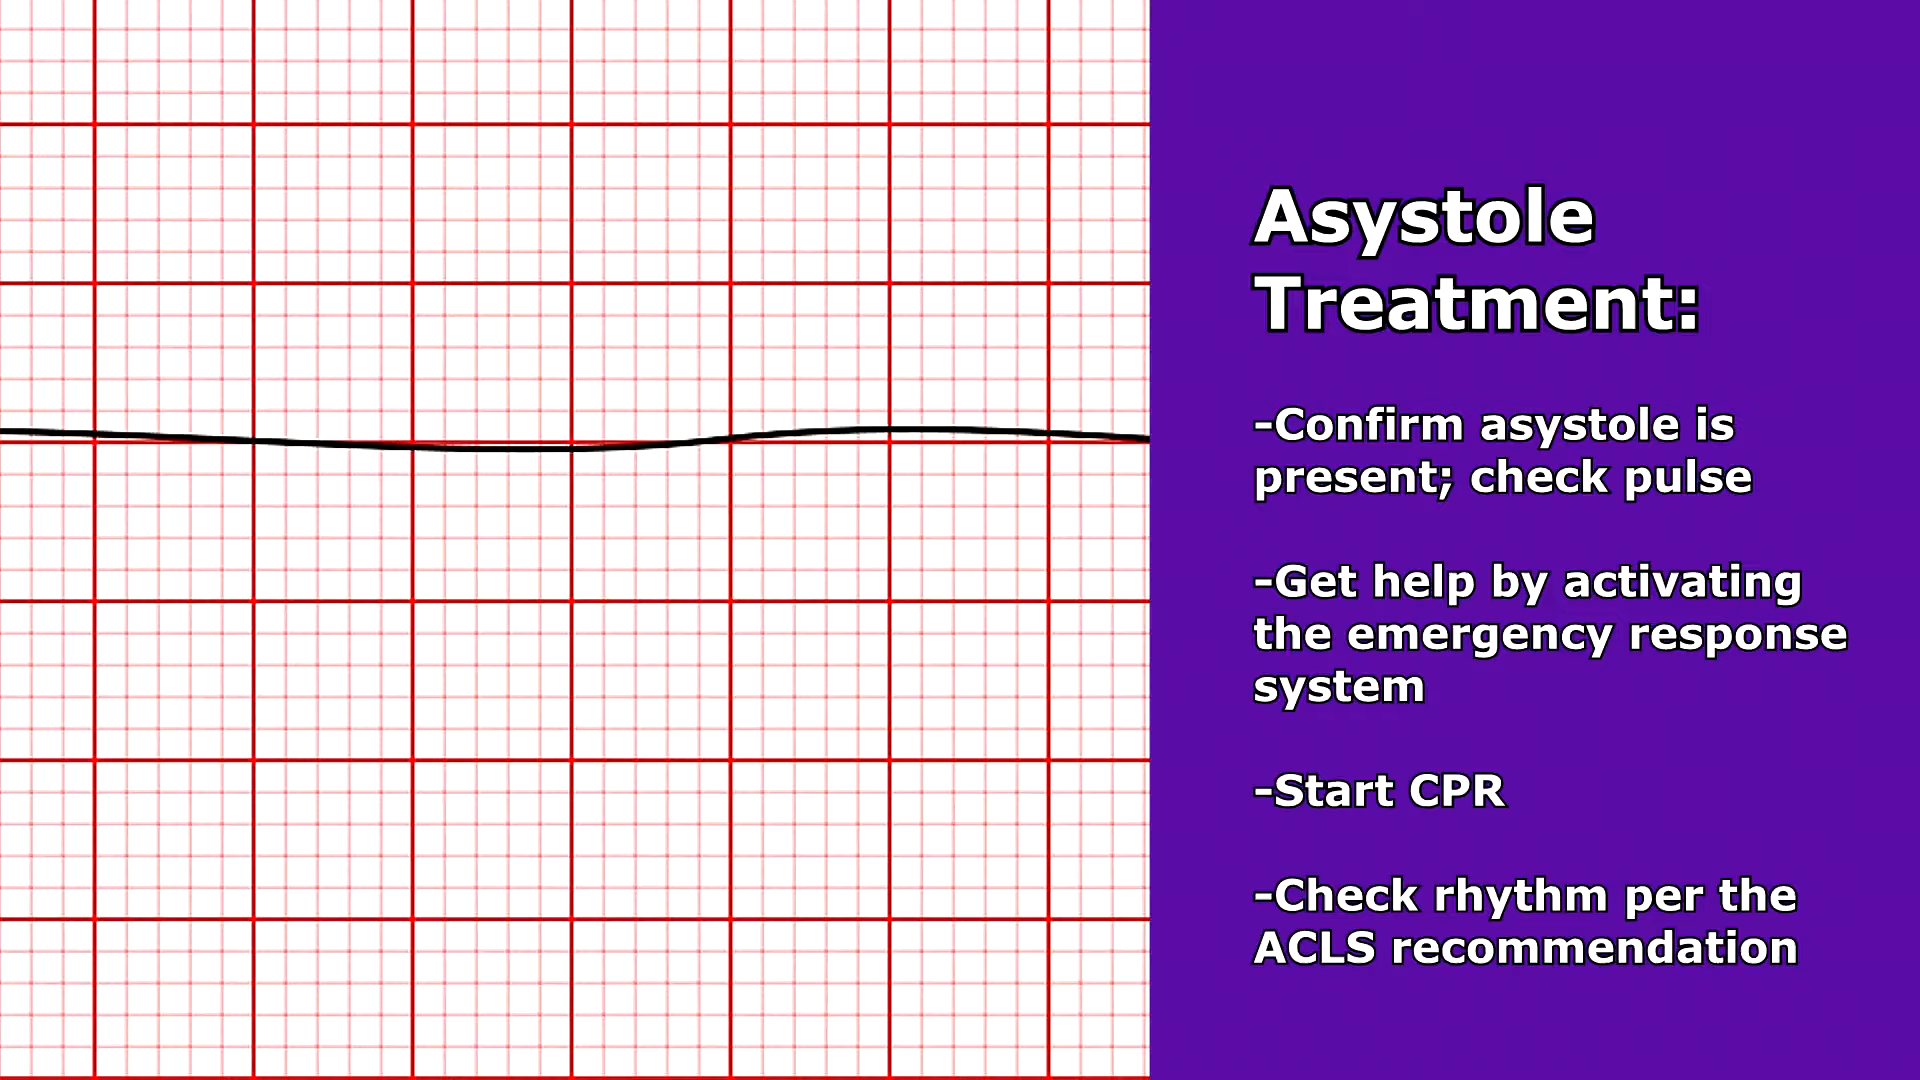 Asystole
Treatment:
-Confirm asystole is
present; check pulse
-Get help by activating
the emergency response
system
-Start CPR
-Check rhythm per the
ACLS recommendation